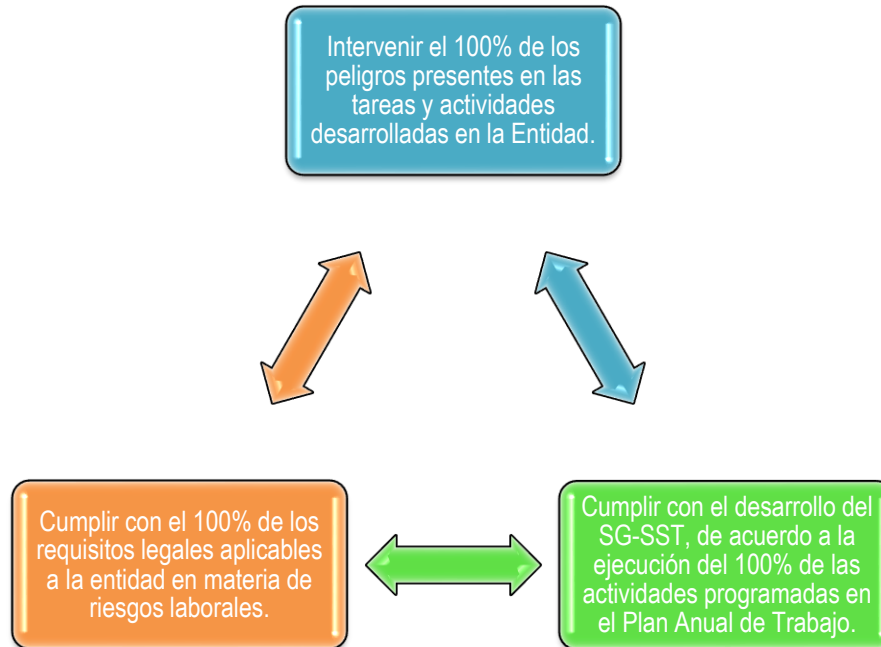 Intervenir el 100% de los
peligros presentes en las
tareas y actividades
desarrolladas en la Entidad.
Cumplir con el 100% de los
requisitos legales aplicables
a la entidad en materia de
riesgos laborales.
Cumplir con el desarrollo del
SG-SST, de acuerdo a la
ejecución del 100% de las
actividades programadas en
el Plan Anual de Trabajo.